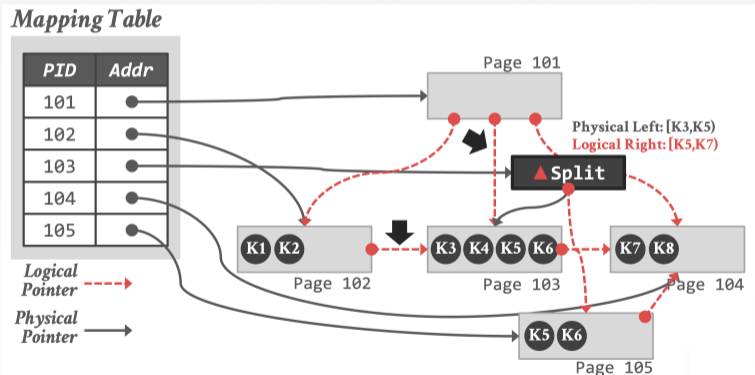 Mapping Table
PID Addr
101
102
103
104
105
Logical
Pointer
Physical
Pointer
Page 101
Physical Left: [K3,K5)
Logical Right: [K5,K7)
▲Split
K1 K2
Page 102
K3 K4 K5 K6
Page 103
K7 K8
Page 104
K5 K6
Page 105